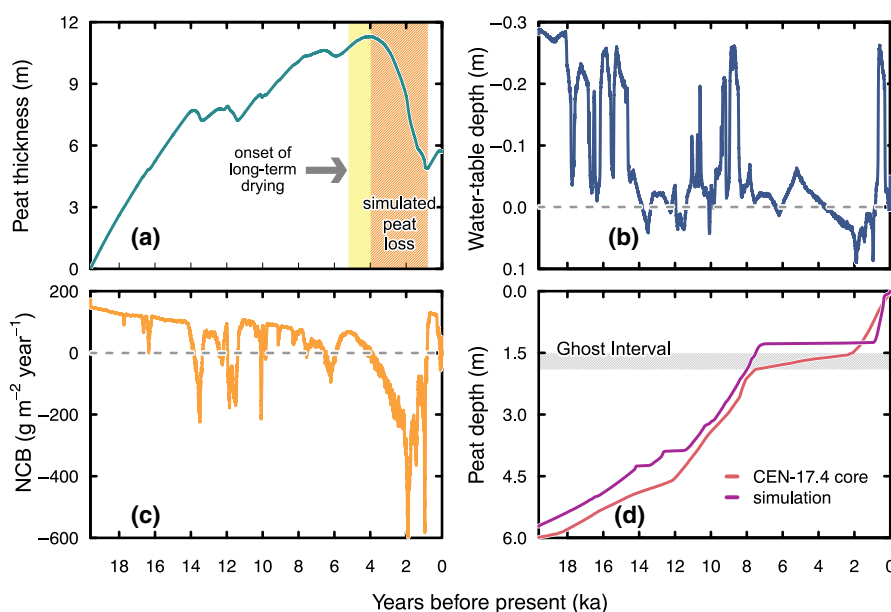 12
9
6
3
0
Peat thickness (m)
onset of
long-term
drying
simulated
peat
loss
(a)
−0.3
−0.2
−0.1
0.0
0.1
Water-table depth (m)
(b)
200
0
−200
−400
−600
NCB (g m⁻² year⁻¹)
(c)
18 16 14 12 10 8 6 4 2 0
0.0
1.5
3.0
4.5
6.0
Peat depth (m)
Ghost Interval
CEN-17.4 core
simulation
(d)
18 16 14 12 10 8 6 4 2 0
Years before present (ka)